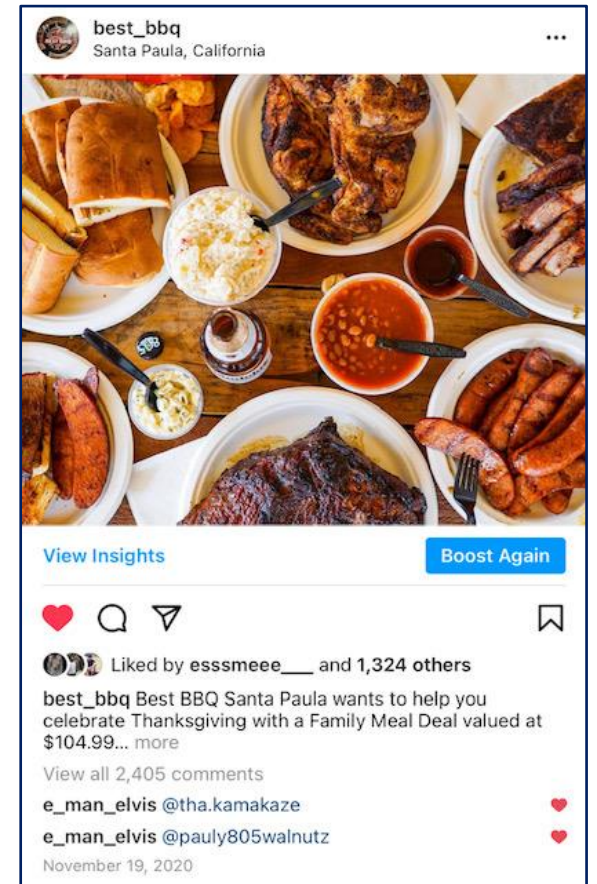 best_bbq
Santa Paula, California
View Insights
Boost Again
Liked by esssmeee___ and 1,324 others
best_bbq Best BBQ Santa Paula wants to help you
celebrate Thanksgiving with a Family Meal Deal valued at
$104.99... more
View all 2,405 comments
e_man_elvis @tha.kamakaze
e_man_elvis @pauly805walnutz
November 19, 2020